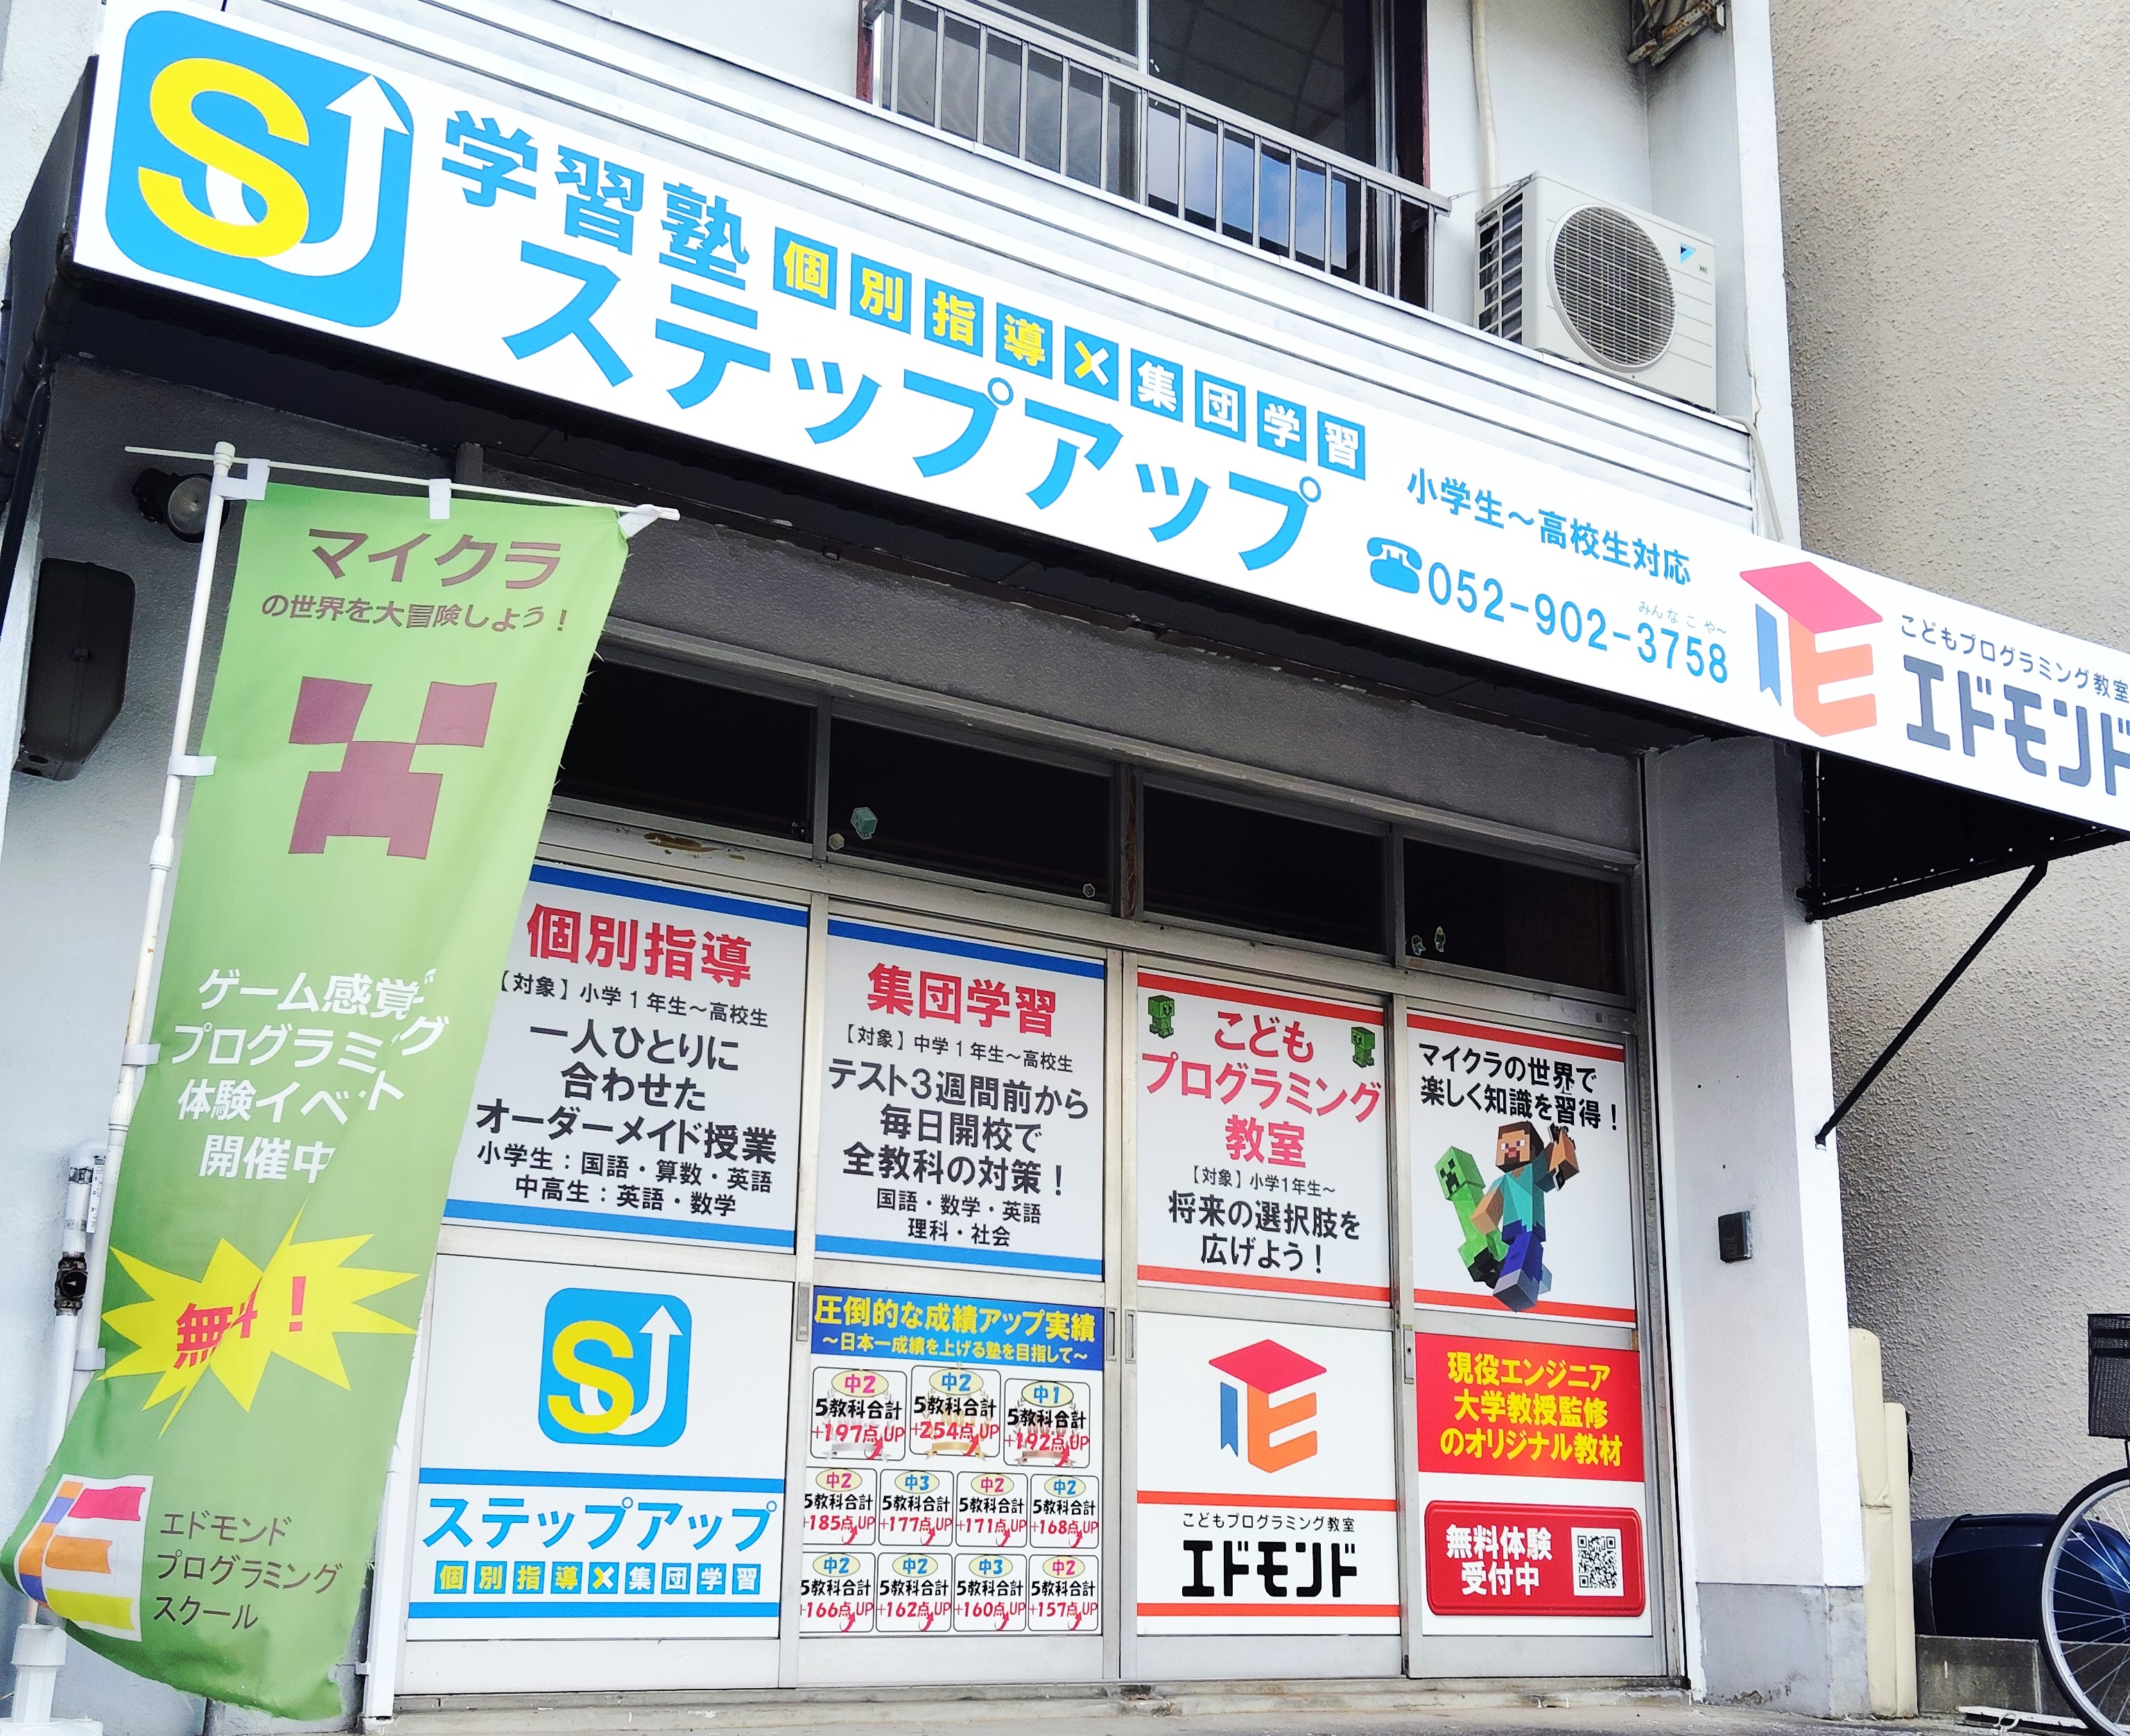 S
学習塾
個別指導×集団学習
ステップアップ
小学生～高校生対応
みんなこや～
☎052-902-3758
こどもプログラミング教室
エドモンド
マイクラ
の世界を大冒険しよう！
ゲーム感覚で
プログラミング
体験イベント
開催中
無料！
エドモンド
プログラミング
スクール
個別指導
【対象】小学1年生～高校生
一人ひとりに
合わせた
オーダーメイド授業
小学生：国語・算数・英語
中高生：英語・数学
S
ステップアップ
個別指導×集団学習
集団学習
【対象】中学1年生～高校生
テスト3週間前から
毎日開校で
全教科の対策！
国語・数学・英語
理科・社会
圧倒的な成績アップ実績
～日本一成績を上げる塾を目指して～
中2 中2 中1
5教科合計 5教科合計 5教科合計
+197点UP +254点UP +192点UP
中2 中3 中2 中2
5教科合計 5教科合計 5教科合計 5教科合計
+185点UP +177点UP +171点UP +168点UP
中2 中2 中3 中2
5教科合計 5教科合計 5教科合計 5教科合計
+166点UP +162点UP +160点UP +157点UP
こども
プログラミング
教室
【対象】小学1年生～
将来の選択肢を
広げよう！
こどもプログラミング教室
エドモンド
マイクラの世界で
楽しく知識を習得！
現役エンジニア
大学教授監修
のオリジナル教材
無料体験
受付中